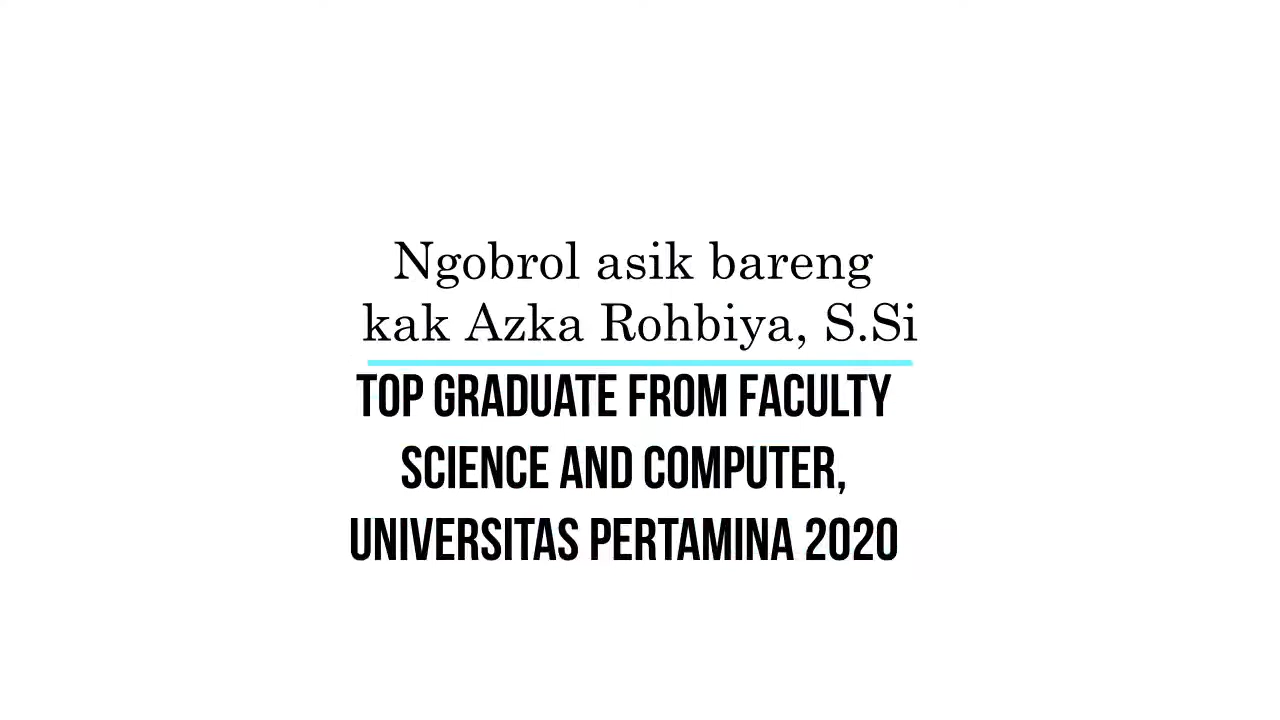 Ngobrol asik bareng
kak Azka Rohbiya, S.Si
TOP GRADUATE FROM FACULTY
SCIENCE AND COMPUTER,
UNIVERSITAS PERTAMINA 2020